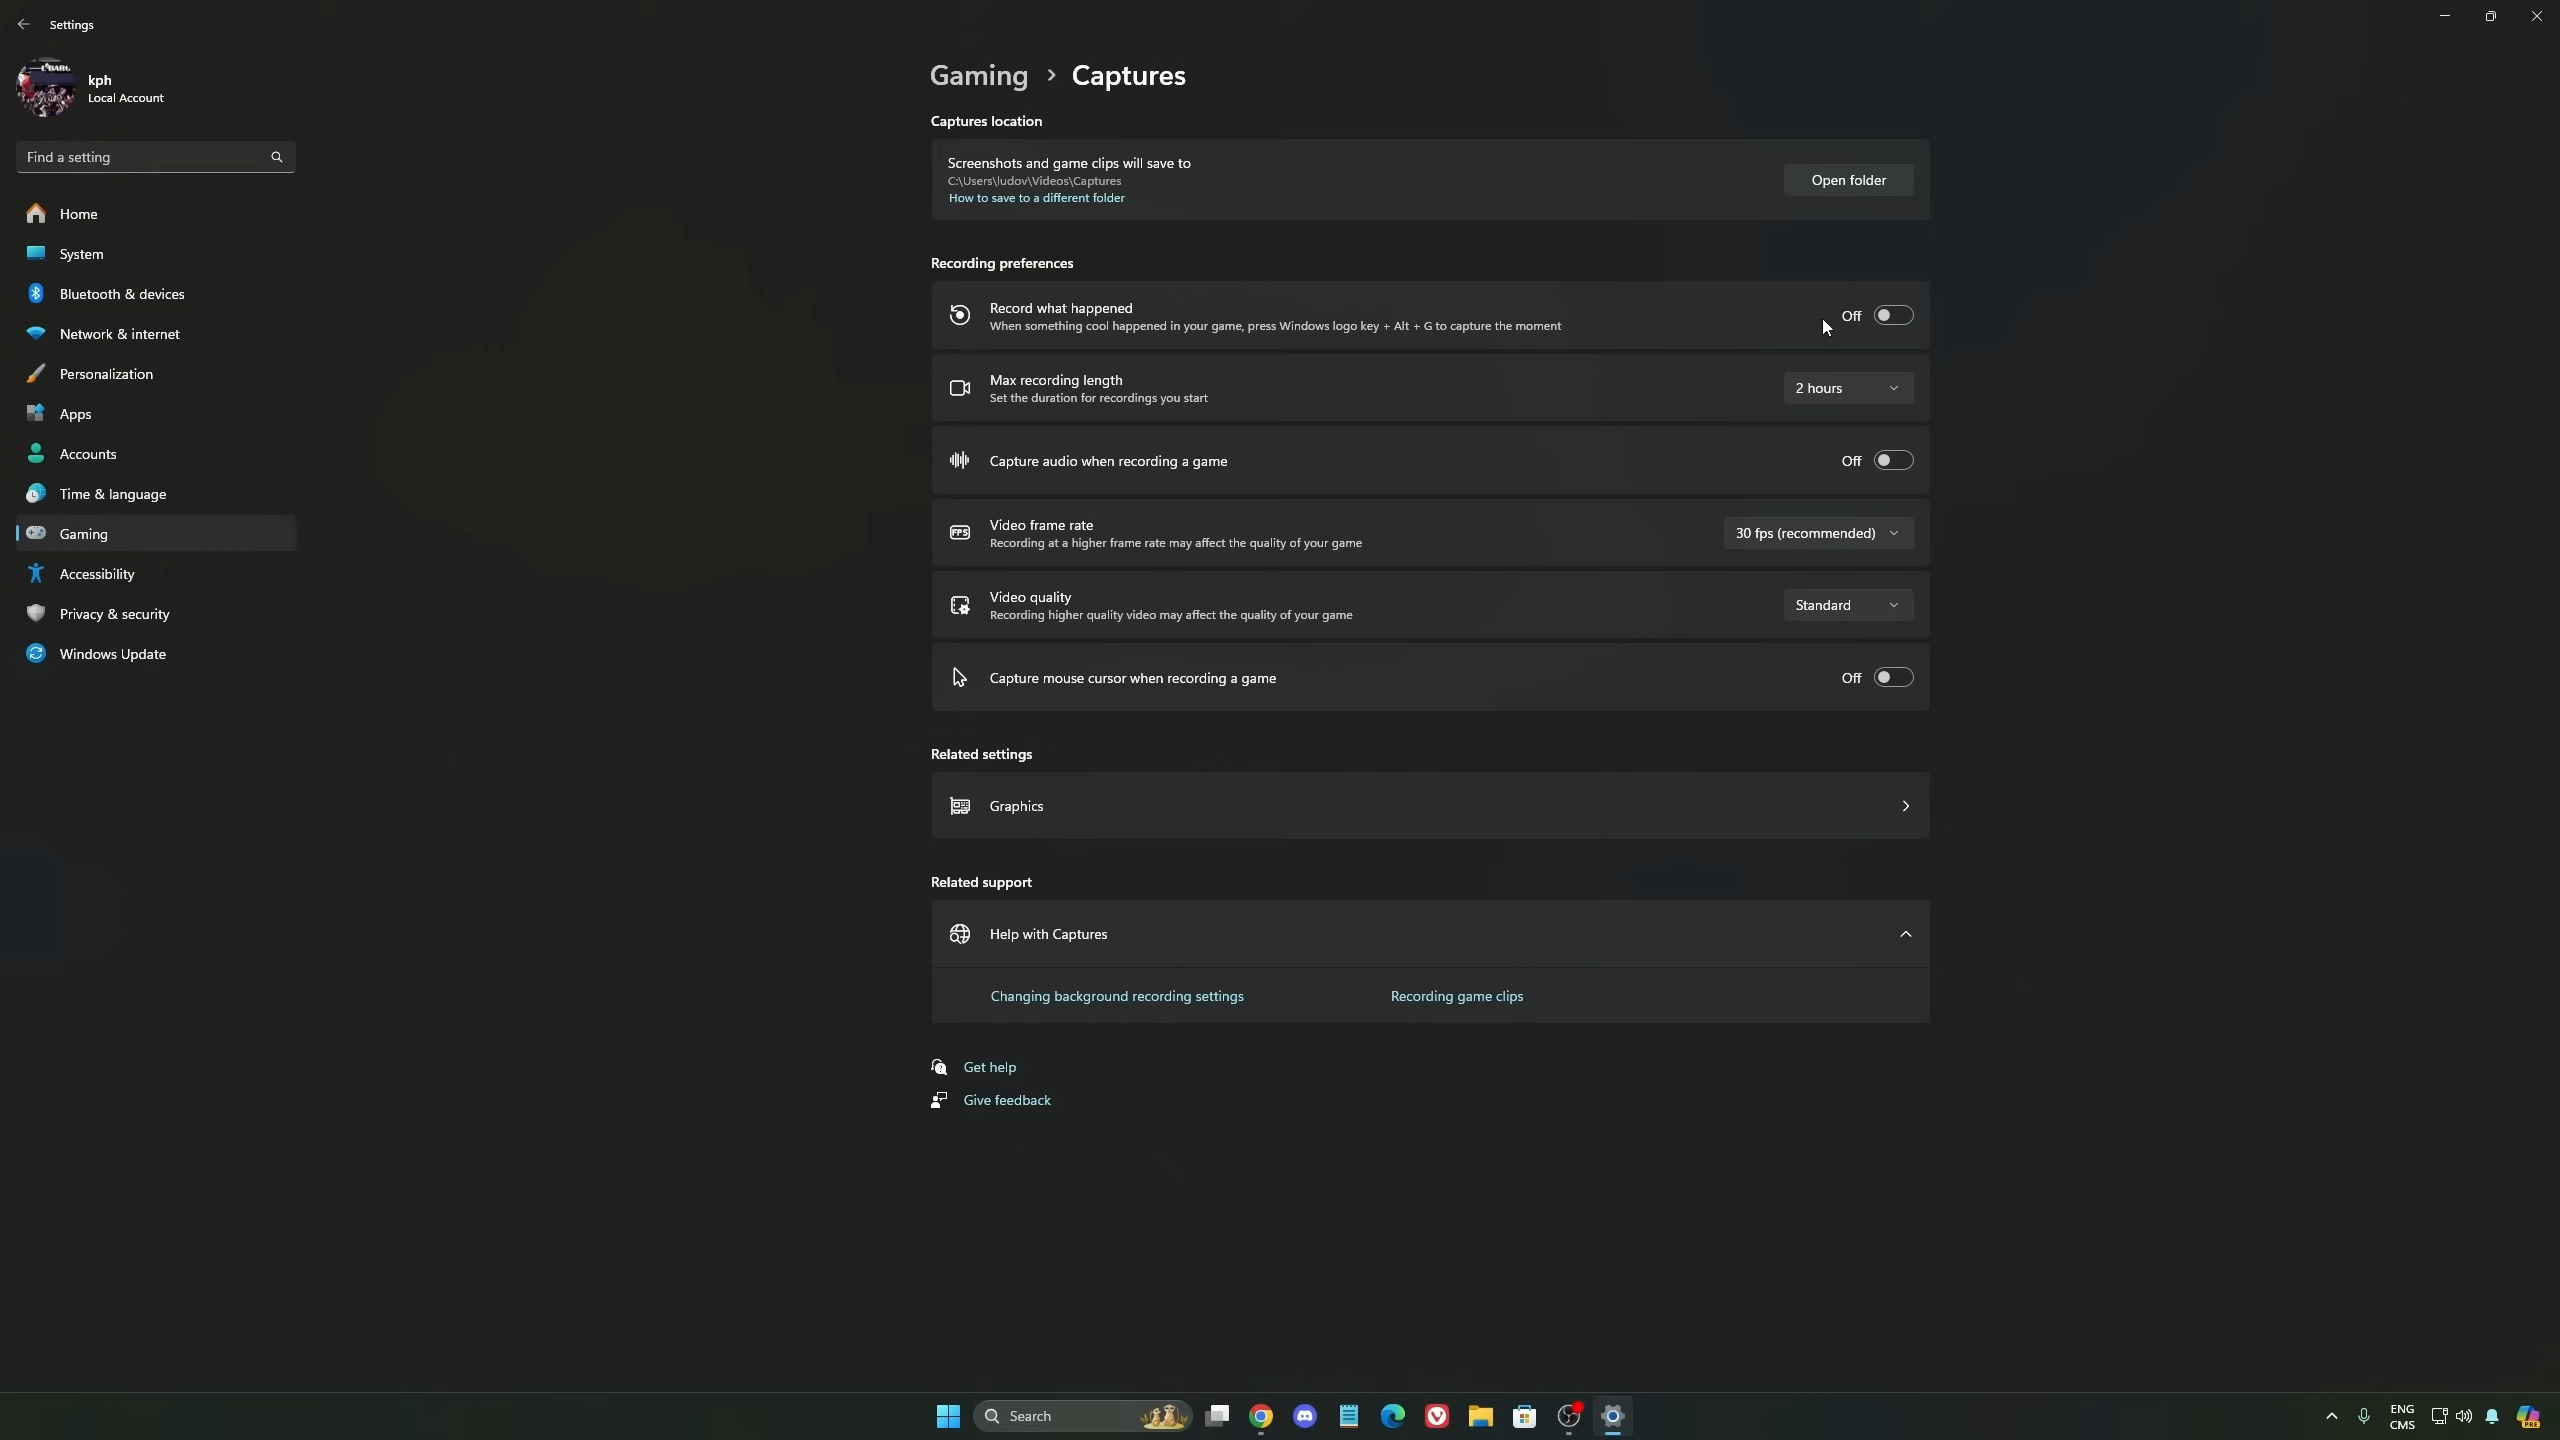 Settings
kph
Local Account
Find a setting
Home
System
Bluetooth & devices
Network & internet
Personalization
Apps
Accounts
Time & language
Gaming
Accessibility
Privacy & security
Windows Update
Gaming > Captures
Captures location
Screenshots and game clips will save to
C:\Users\ludov\Videos\Captures
How to save to a different folder
Open folder
Recording preferences
Record what happened
When something cool happened in your game, press Windows logo key + Alt + G to capture the moment
Off
Max recording length
Set the duration for recordings you start
2 hours
Capture audio when recording a game
Off
Video frame rate
Recording at a higher frame rate may affect the quality of your game
30 fps (recommended)
Video quality
Recording higher quality video may affect the quality of your game
Standard
Capture mouse cursor when recording a game
Off
Related settings
Graphics
Related support
Help with Captures
Changing background recording settings
Recording game clips
Get help
Give feedback
Search
ENG
CMS